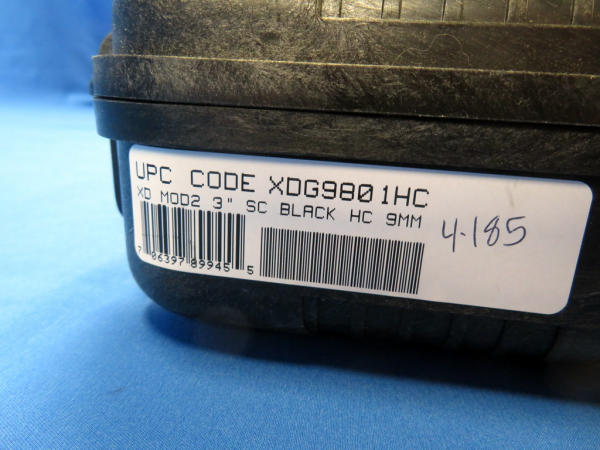 UPC CODE XDG9801HC
XD MOD2 3" SC BLACK HC 9MM
4-185
7 06397 89945 5